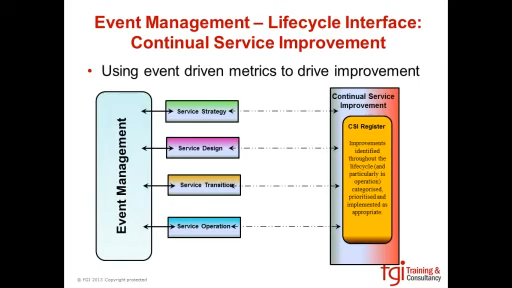 Event Management – Lifecycle Interface:
Continual Service Improvement
• Using event driven metrics to drive improvement
Event Management
Service Strategy
Service Design
Service Transition
Service Operation
Continual Service
Improvement
CSI Register
Improvements
identified
throughout the
lifecycle (and
particularly in
operation)
categorised,
prioritised and
implemented as
appropriate.
© TGI 2013 Copyright protected
tgi Training &
Consultancy